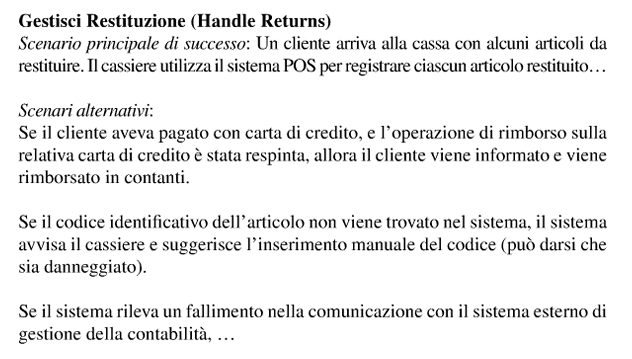 Gestisci Restituzione (Handle Returns)
Scenario principale di successo: Un cliente arriva alla cassa con alcuni articoli da
restituire. Il cassiere utilizza il sistema POS per registrare ciascun articolo restituito…
Scenari alternativi:
Se il cliente aveva pagato con carta di credito, e l’operazione di rimborso sulla
relativa carta di credito è stata respinta, allora il cliente viene informato e viene
rimborsato in contanti.
Se il codice identificativo dell’articolo non viene trovato nel sistema, il sistema
avvisa il cassiere e suggerisce l’inserimento manuale del codice (può darsi che
sia danneggiato).
Se il sistema rileva un fallimento nella comunicazione con il sistema esterno di
gestione della contabilità, …